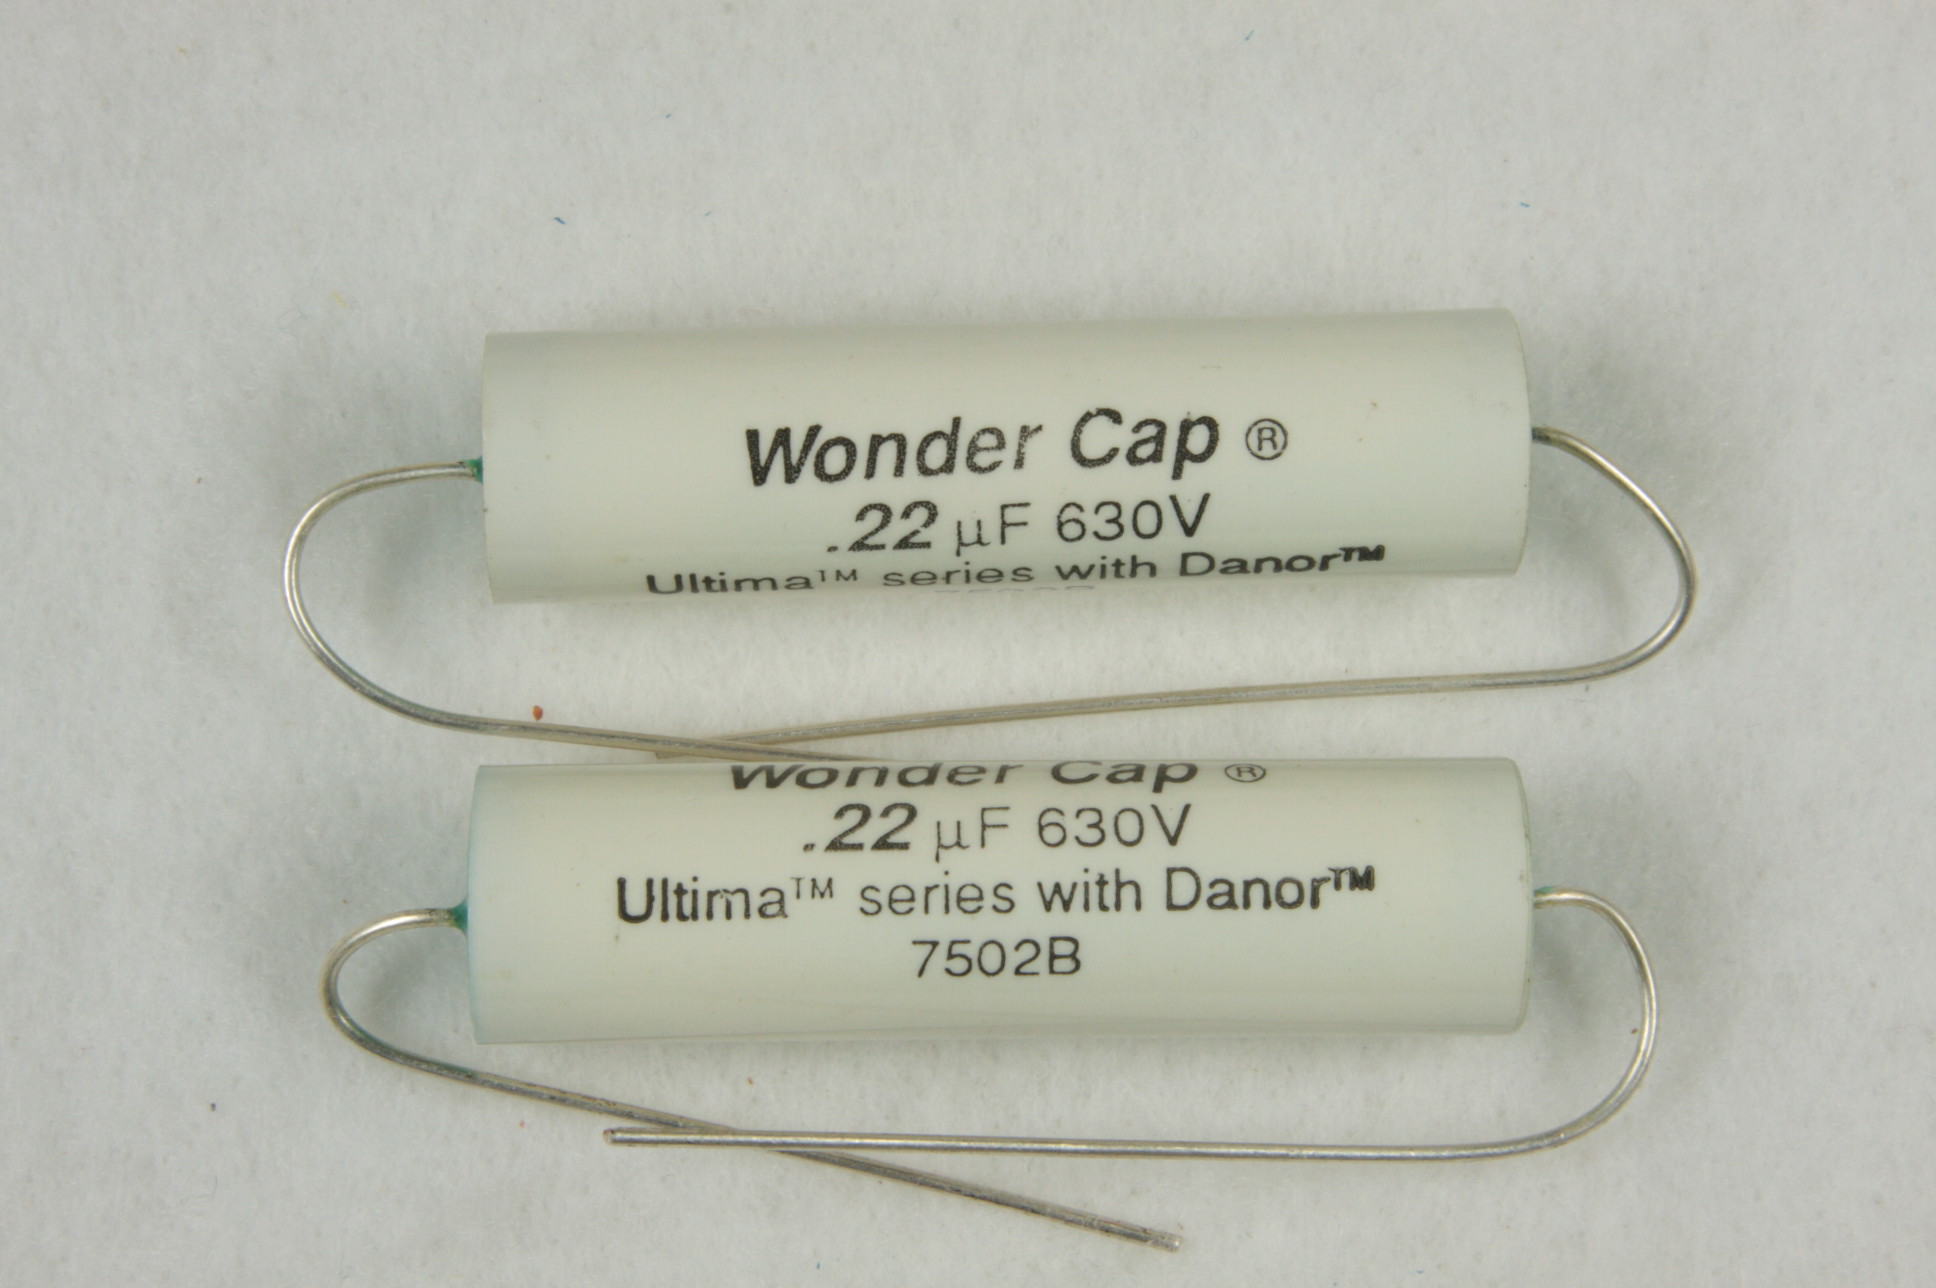 Wonder Cap ®
.22 µF 630V
Ultima™ series with Danor™
Wonder Cap ®
.22 µF 630V
Ultima™ series with Danor™
7502B